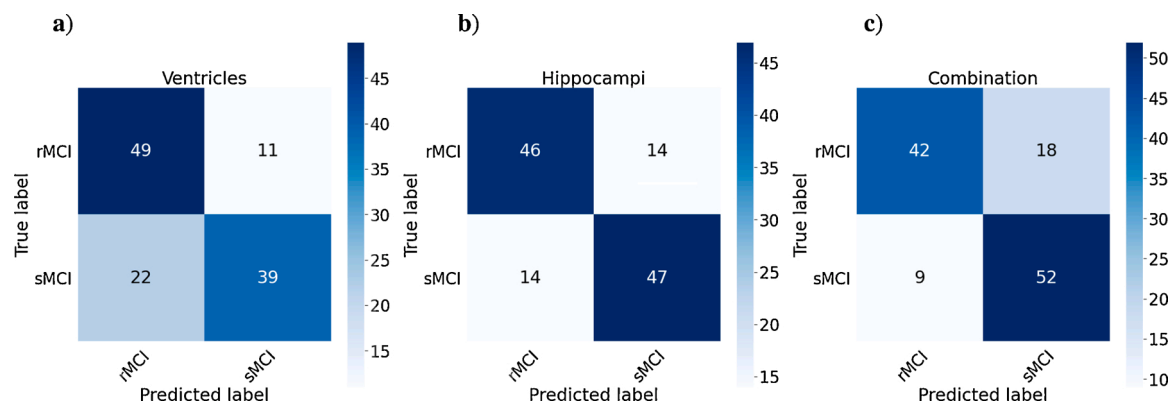 a)
Ventricles
True label
rMCI
sMCI
49
11
22
39
rMCI
sMCI
Predicted label
45
40
35
30
25
20
15
b)
Hippocampi
True label
rMCI
sMCI
46
14
14
47
rMCI
sMCI
Predicted label
45
40
35
30
25
20
15
c)
Combination
True label
rMCI
sMCI
42
18
9
52
rMCI
sMCI
Predicted label
50
45
40
35
30
25
20
15
10